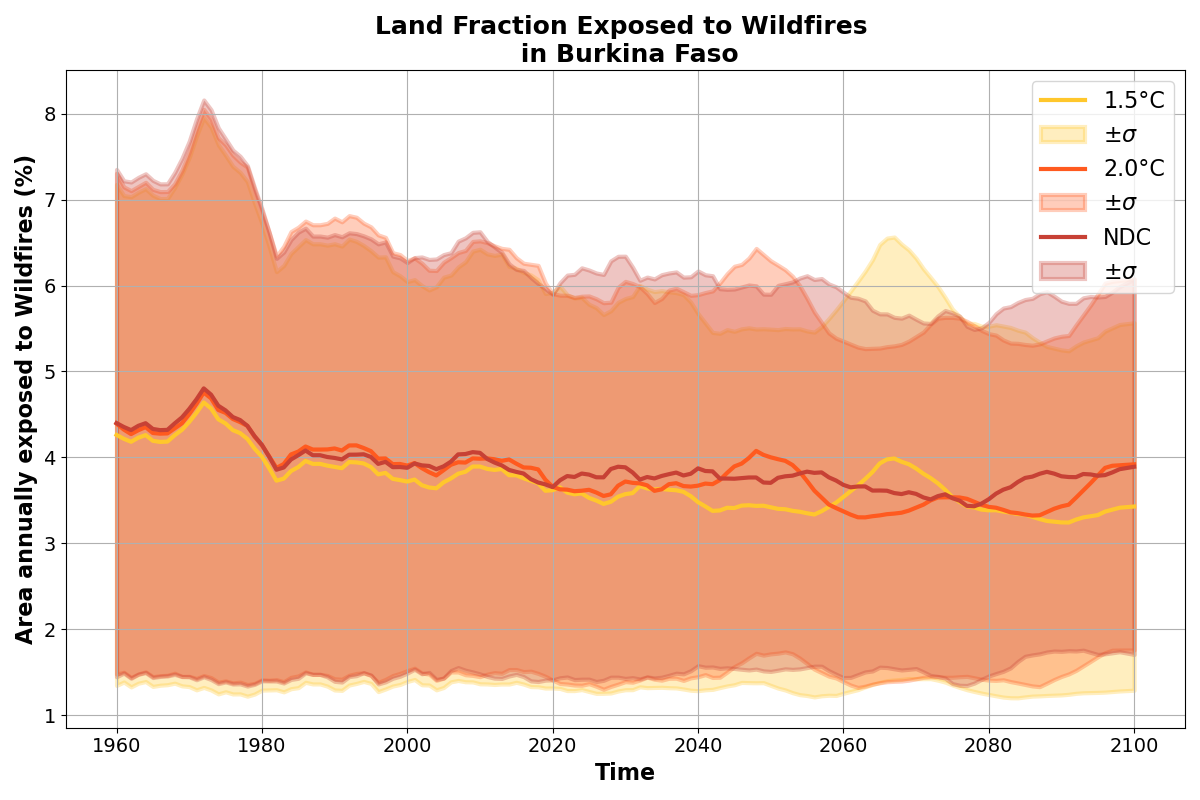 Land Fraction Exposed to Wildfires
in Burkina Faso
Area annually exposed to Wildfires (%)
8
7
6
5
4
3
2
1
1.5°C
±σ
2.0°C
±σ
NDC
±σ
1960 1980 2000 2020 2040 2060 2080 2100
Time